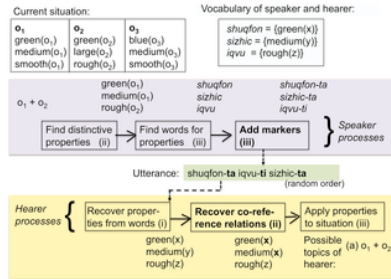 Current situation:
o₁ o₂ o₃
green(o₁) green(o₂) blue(o₃)
medium(o₁) large(o₂) medium(o₃)
smooth(o₁) rough(o₂) smooth(o₃)
Vocabulary of speaker and hearer:
shuqfon = {green(x)}
sizhic = {medium(y)}
iqvu = {rough(z)}
green(o₁) shuqfon shuqfon-ta
o₁ + o₂ medium(o₁) sizhic sizhic-ta
rough(o₂) iqvu iqvu-ti
Find distinctive properties (ii)
Find words for properties (iii)
Add markers (iii)
Speaker processes
Utterance: shuqfon-ta iqvu-ti sizhic-ta
(random order)
Hearer processes
Recover proper-
ties from words (i)
Recover co-refe
rence relations (ii)
Apply properties
to situation (iii)
green(x) green(x) Possible
medium(y) medium(x) topics of (a) o₁ + o₂
rough(z) rough(z) hearer: